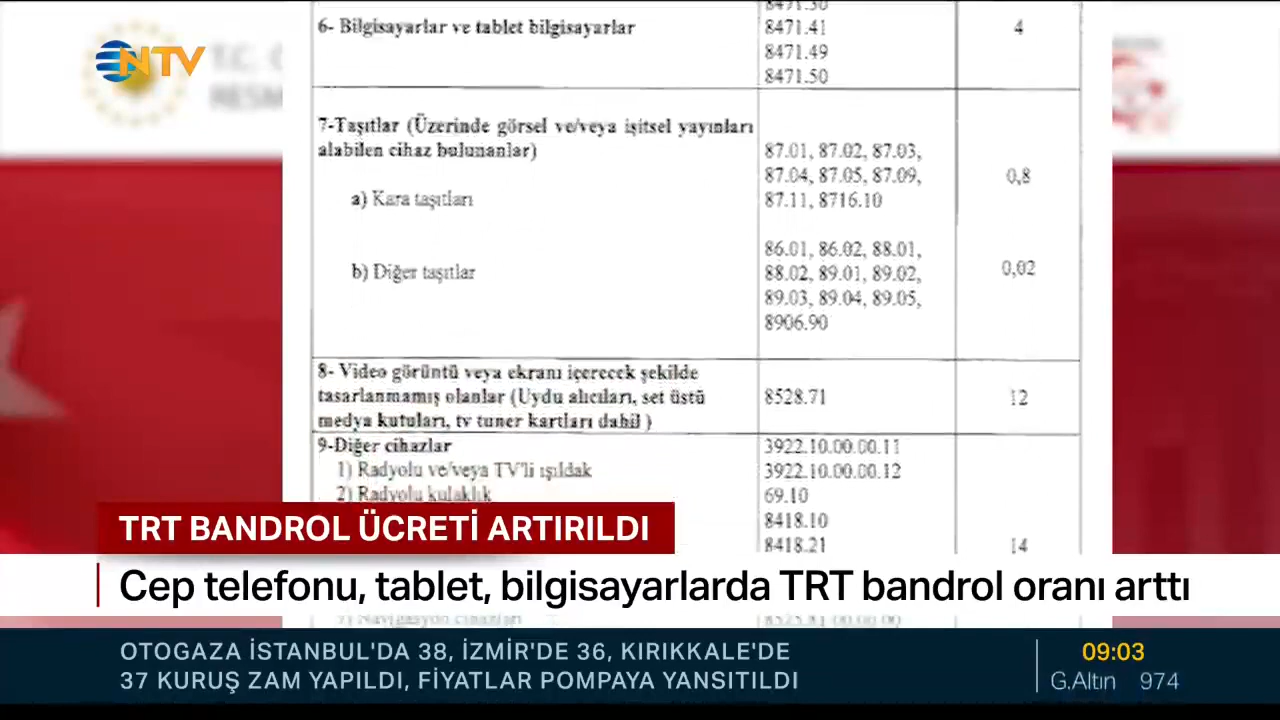 NTV
T.C.
8471.30
6- Bilgisayarlar ve tablet bilgisayarlar
8471.41
4
8471.49
8471.50
7-Taşıtlar (Üzerinde görsel ve/veya işitsel yayınları
alabilen cihaz bulunanlar)
87.01, 87.02, 87.03,
87.04, 87.05, 87.09,
0,8
a) Kara taşıtları
87.11, 8716.10
86.01, 86.02, 88.01,
b) Diğer taşıtlar
88.02, 89.01, 89.02,
0,02
89.03, 89.04, 89.05,
8906.90
8- Video görüntü veya ekranı içerecek şekilde
tasarlanmamış olanlar (Uydu alıcıları, set üstü
medya kutuları, tv tuner kartları dahil )
8528.71
12
9-Diğer cihazlar
3922.10.00.00.11
1) Radyolu ve/veya TV'li ışıldak
3922.10.00.00.12
2) Radyolu kulaklık
69.10
8418.10
8418.21
14
TRT BANDROL ÜCRETİ ARTIRILDI
Cep telefonu, tablet, bilgisayarlarda TRT bandrol oranı arttı
OTOGAZA İSTANBUL'DA 38, İZMİR'DE 36, KIRIKKALE'DE
37 KURUŞ ZAM YAPILDI, FİYATLAR POMPAYA YANSITILDI
09:03
G.Altın 974